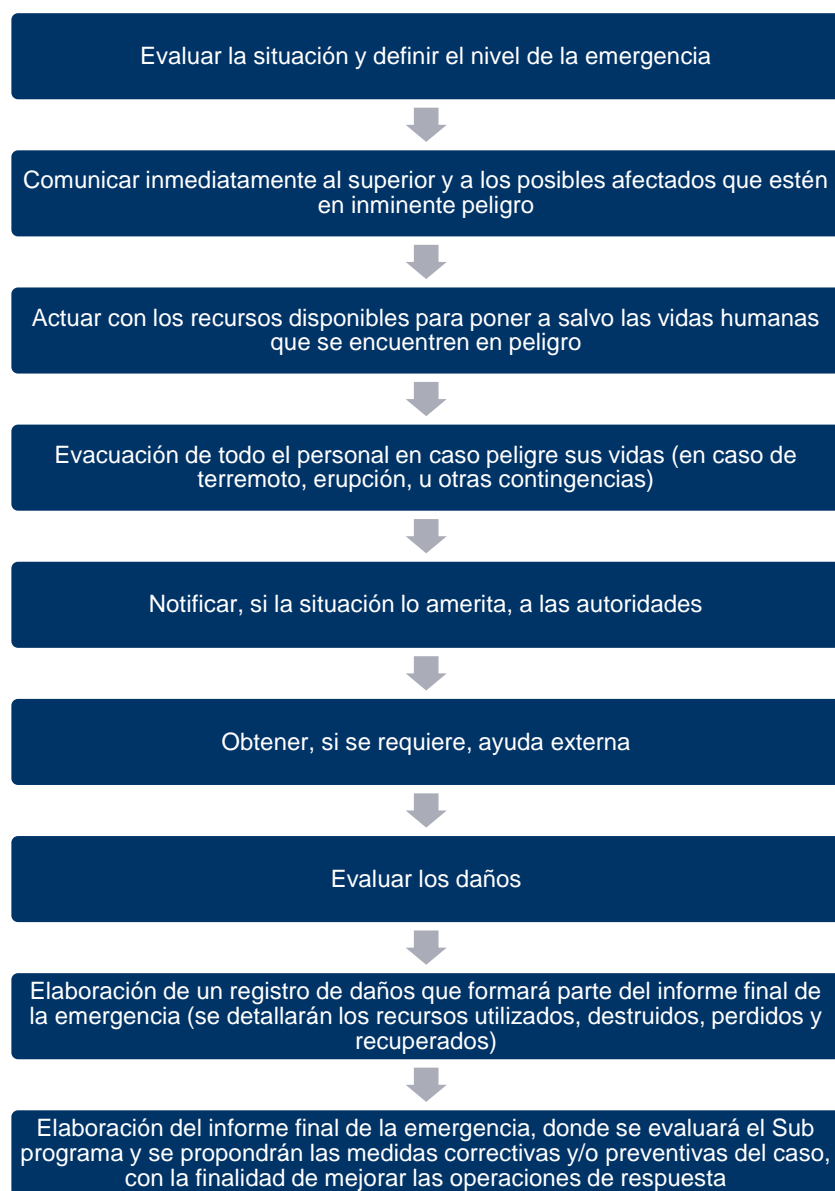 Evaluar la situación y definir el nivel de la emergencia
Comunicar inmediatamente al superior y a los posibles afectados que estén
en inminente peligro
Actuar con los recursos disponibles para poner a salvo las vidas humanas
que se encuentren en peligro
Evacuación de todo el personal en caso peligre sus vidas (en caso de
terremoto, erupción, u otras contingencias)
Notificar, si la situación lo amerita, a las autoridades
Obtener, si se requiere, ayuda externa
Evaluar los daños
Elaboración de un registro de daños que formará parte del informe final de
la emergencia (se detallarán los recursos utilizados, destruidos, perdidos y
recuperados)
Elaboración del informe final de la emergencia, donde se evaluará el Sub
programa y se propondrán las medidas correctivas y/o preventivas del caso,
con la finalidad de mejorar las operaciones de respuesta